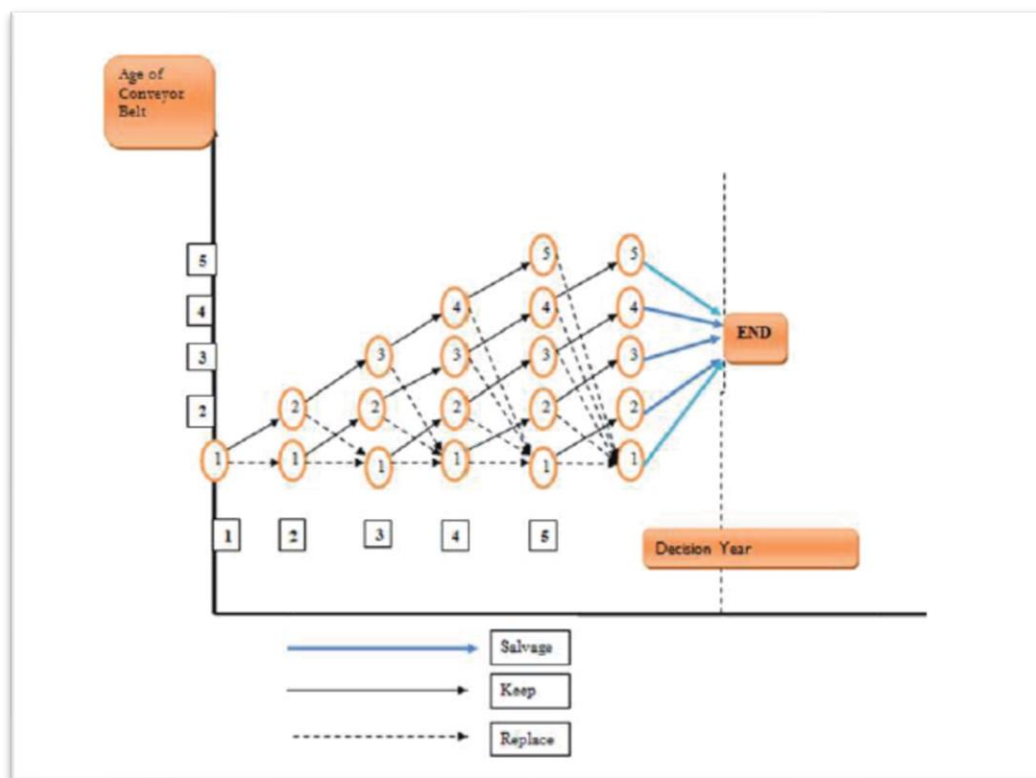 Age of
Conveyor
Belt
5
5 5
4
4 4 4
END
3
3 3 3 3
2
2 2 2 2 2
1 1 1 1 1 1
1 2 3 4 5
Decision Year
Salvage
Keep
Replace